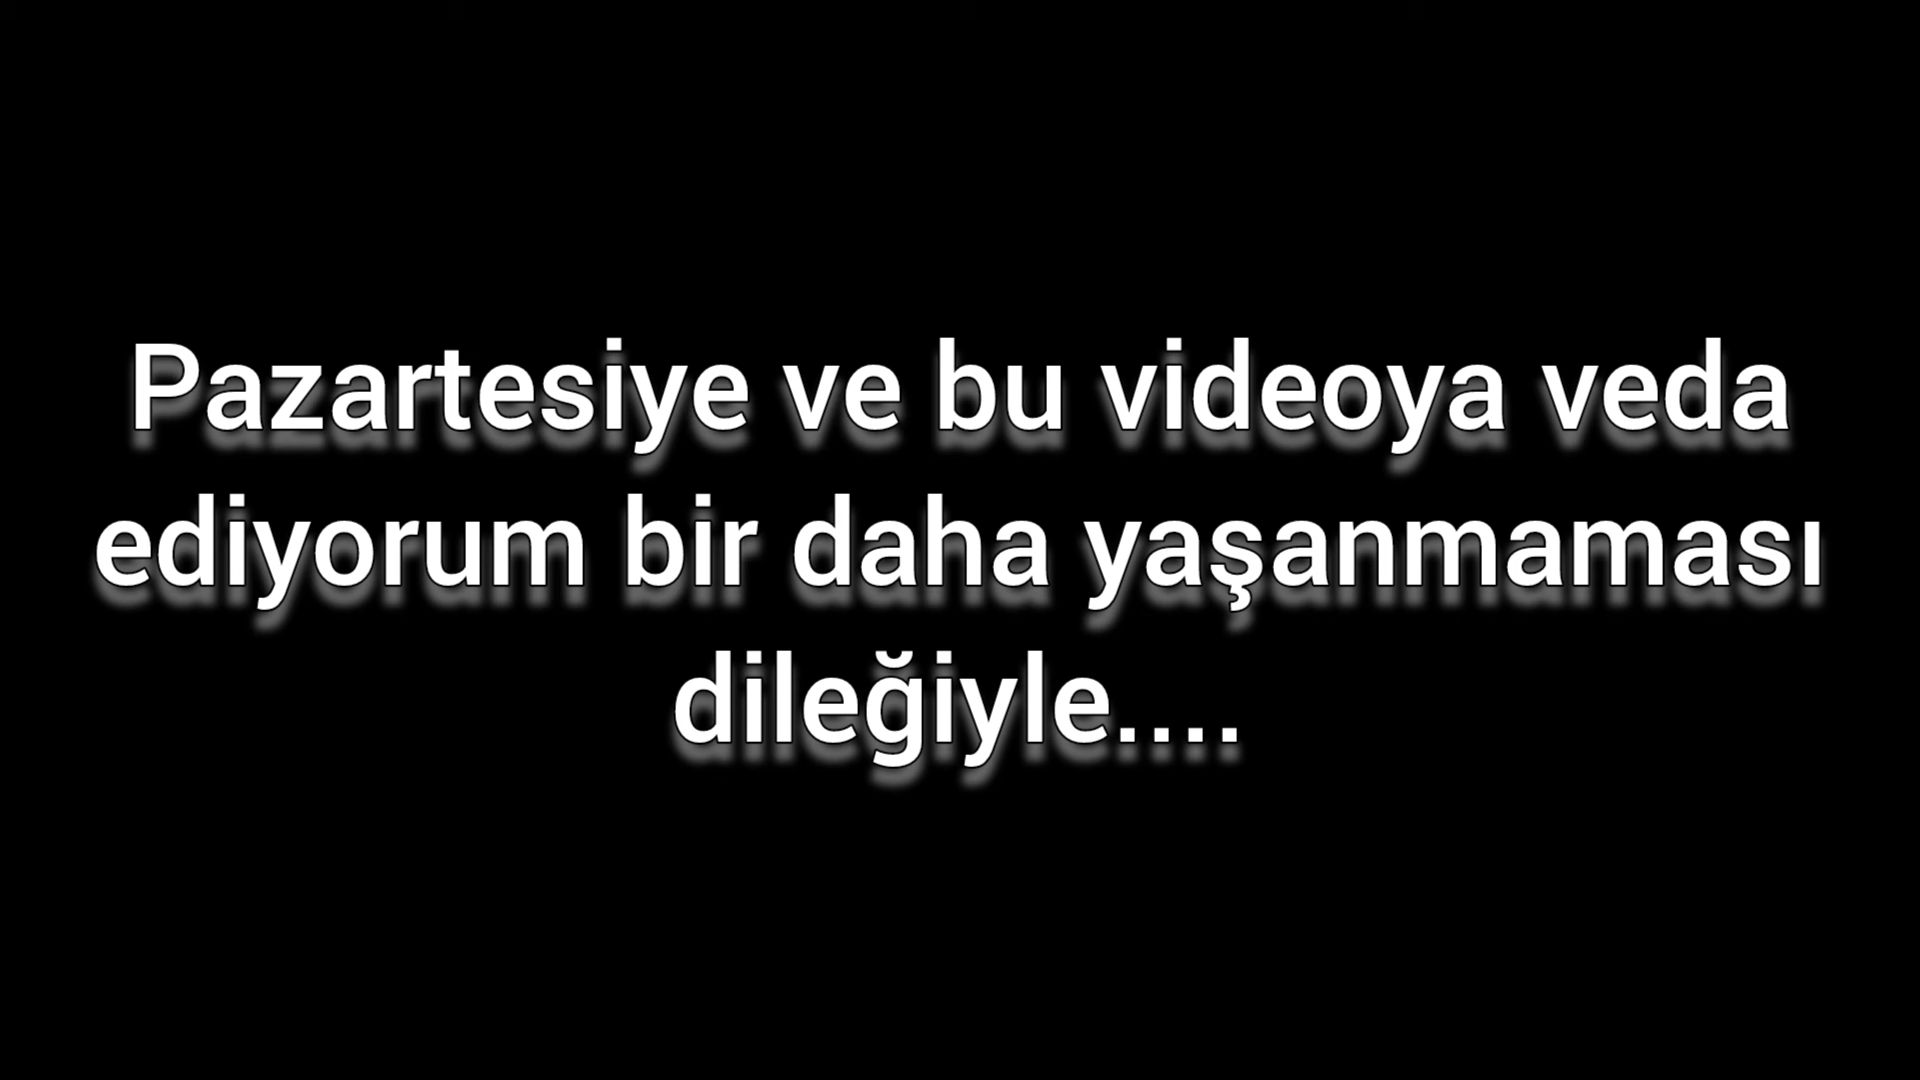 Pazartesiye ve bu videoya veda
ediyorum bir daha yaşanmaması
dileğiyle....